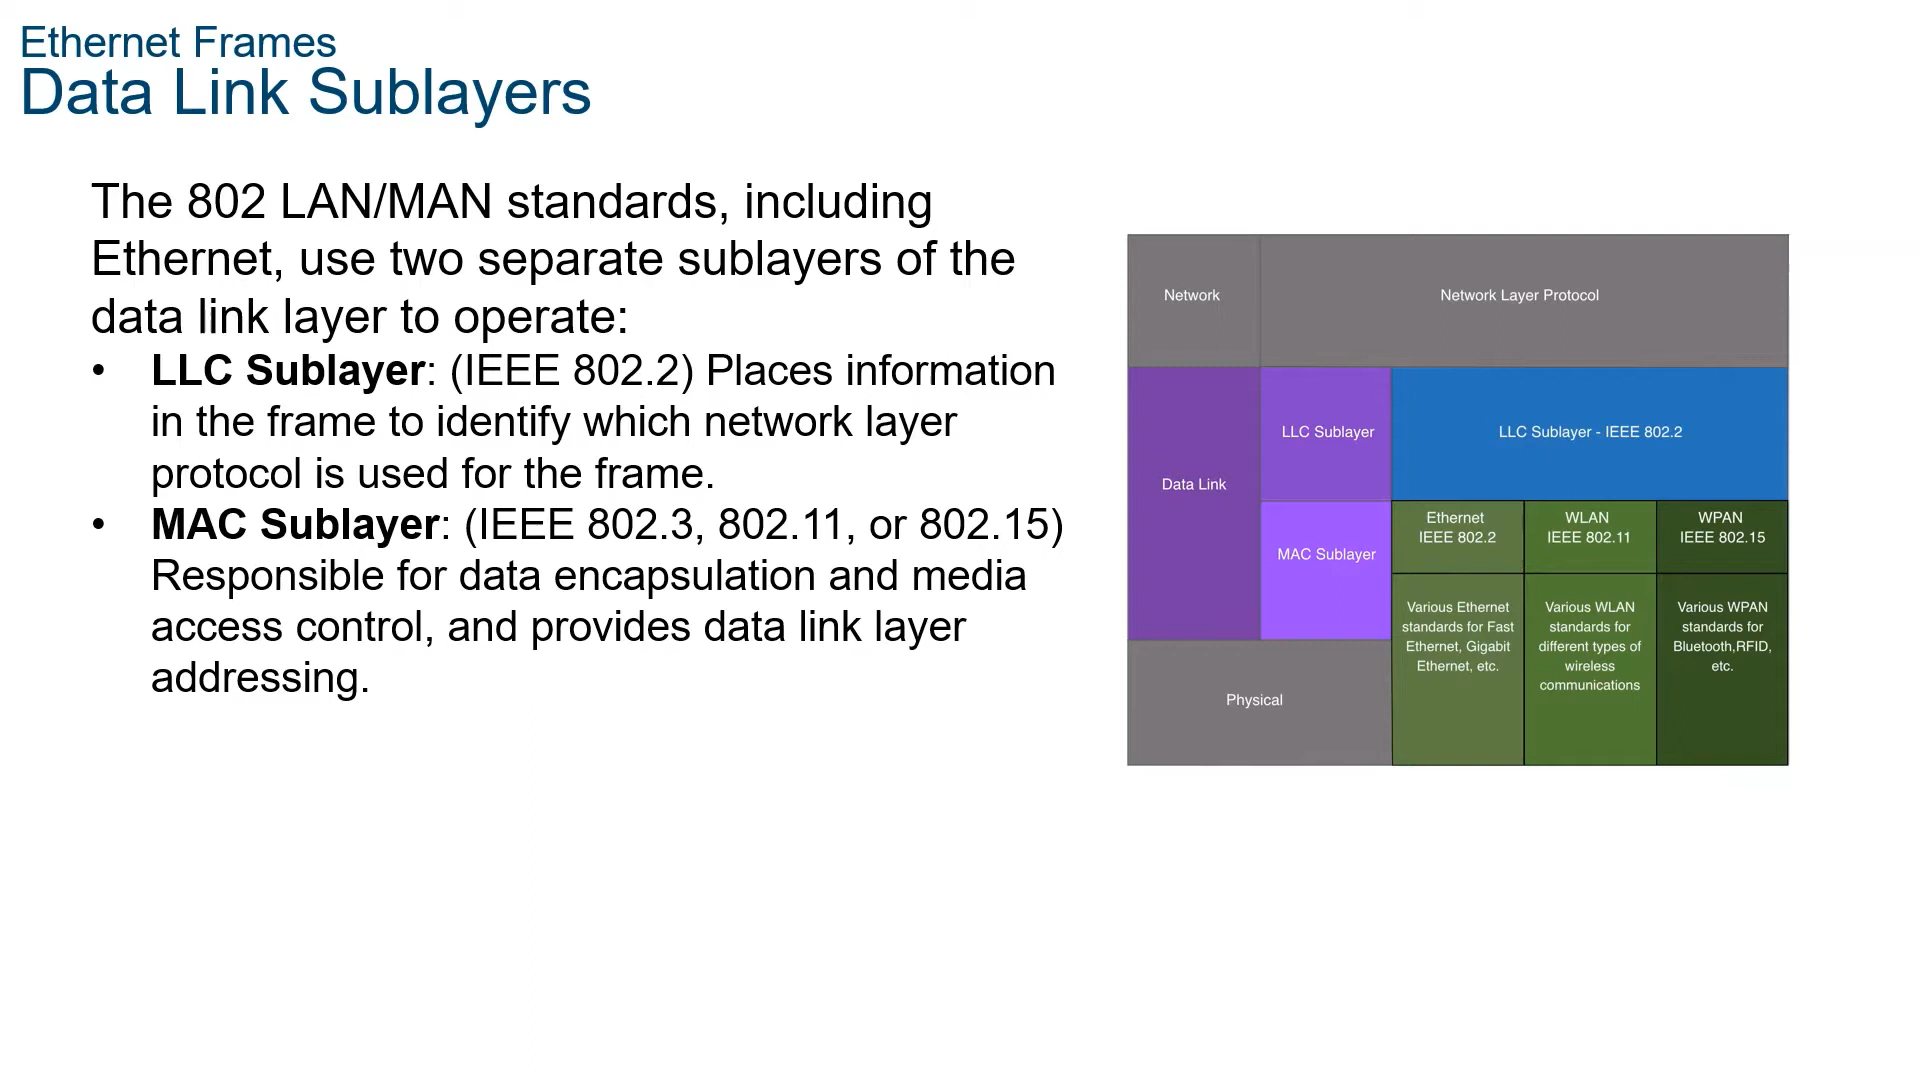 Ethernet Frames
Data Link Sublayers
The 802 LAN/MAN standards, including
Ethernet, use two separate sublayers of the
data link layer to operate:
• LLC Sublayer: (IEEE 802.2) Places information
in the frame to identify which network layer
protocol is used for the frame.
• MAC Sublayer: (IEEE 802.3, 802.11, or 802.15)
Responsible for data encapsulation and media
access control, and provides data link layer
addressing.
Network
Network Layer Protocol
Data Link
LLC Sublayer
LLC Sublayer - IEEE 802.2
MAC Sublayer
Ethernet
IEEE 802.2
WLAN
IEEE 802.11
WPAN
IEEE 802.15
Various Ethernet
standards for Fast
Ethernet, Gigabit
Ethernet, etc.
Various WLAN
standards for
different types of
wireless
communications
Various WPAN
standards for
Bluetooth,RFID,
etc.
Physical